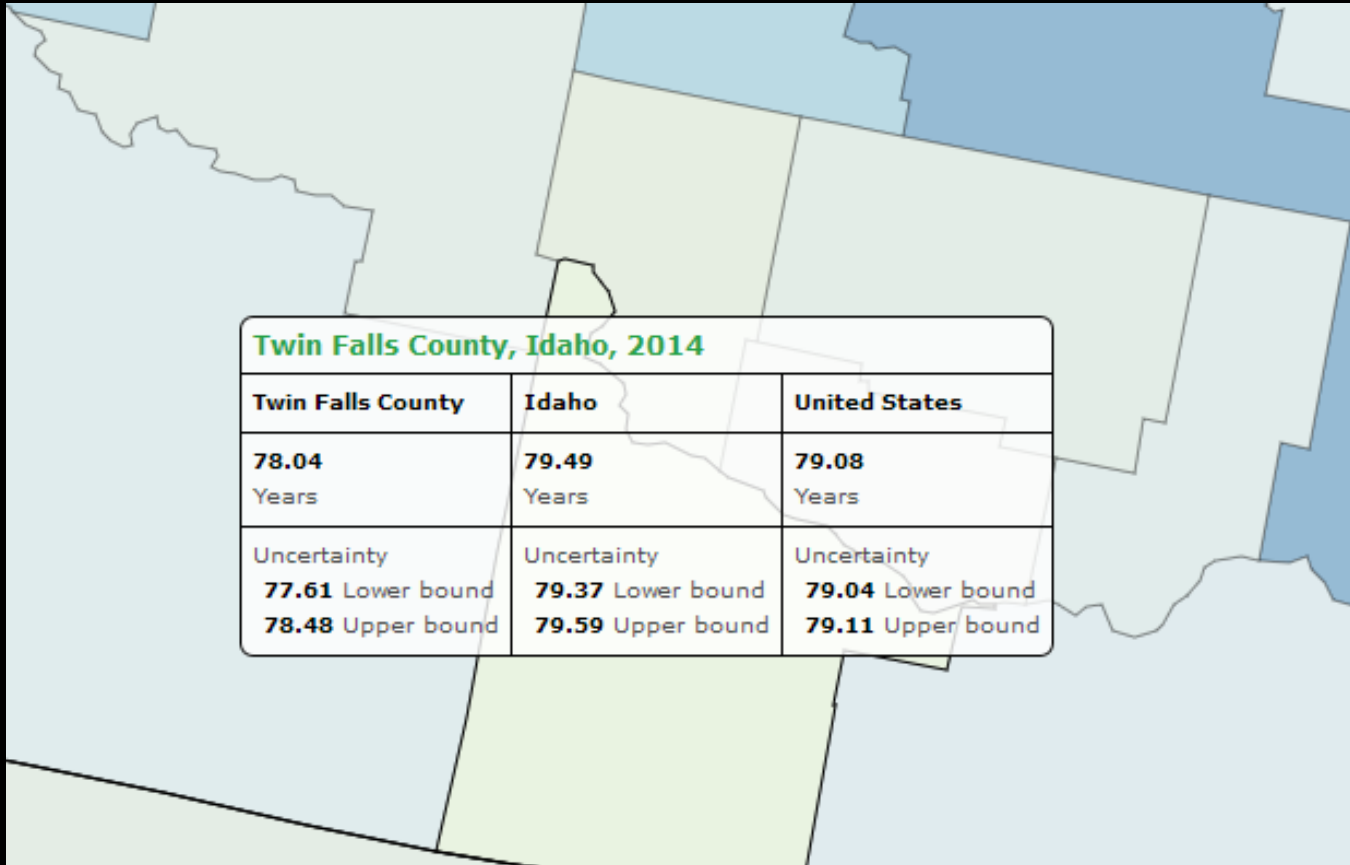 Twin Falls County, Idaho, 2014
Twin Falls County Idaho United States
78.04 79.49 79.08
Years Years Years
Uncertainty Uncertainty Uncertainty
77.61 Lower bound 79.37 Lower bound 79.04 Lower bound
78.48 Upper bound 79.59 Upper bound 79.11 Upper bound